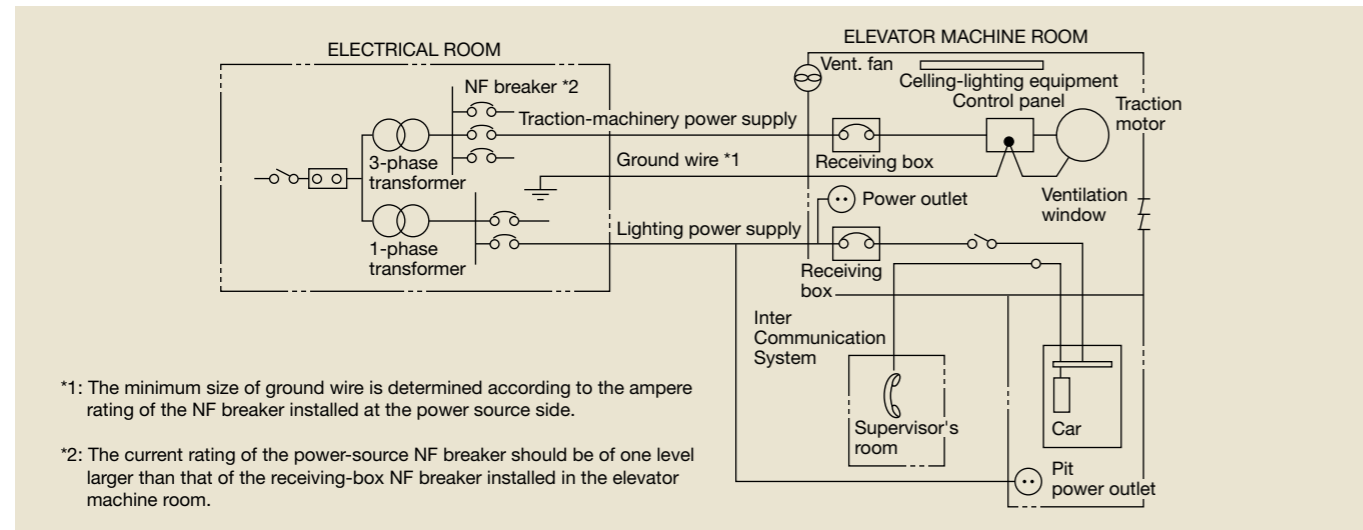 ELECTRICAL ROOM
ELEVATOR MACHINE ROOM
Vent. fan
Celling-lighting equipment
NF breaker *2
Control panel
Traction
motor
Traction-machinery power supply
3-phase
transformer
Ground wire *1
Receiving box
Power outlet
Ventilation
window
Lighting power supply
1-phase
transformer
Receiving
box
Inter
Communication
System
Supervisor's
room
Car
Pit
power outlet
*1: The minimum size of ground wire is determined according to the ampere
rating of the NF breaker installed at the power source side.
*2: The current rating of the power-source NF breaker should be of one level
larger than that of the receiving-box NF breaker installed in the elevator
machine room.